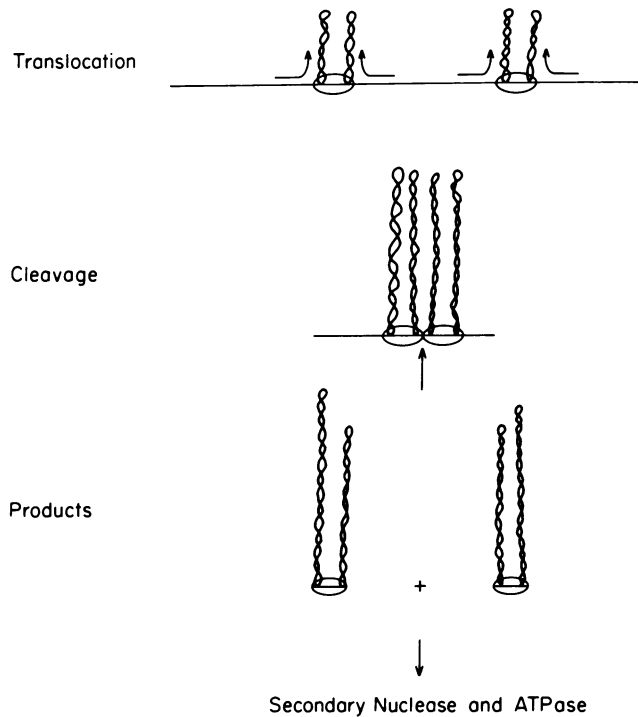 Translocation
Cleavage
Products
+
Secondary Nuclease and ATPase